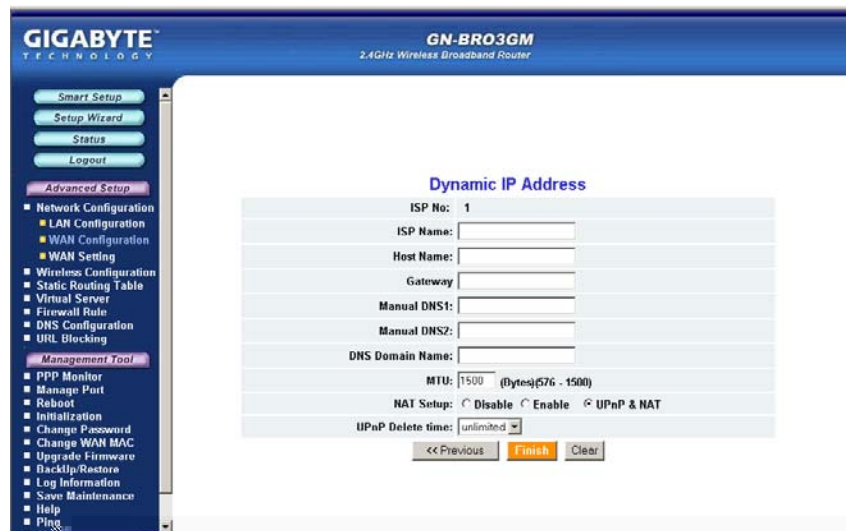 GIGABYTE™
TECHNOLOGY
GN-BR03GM
2.4GHz Wireless Broadband Router
Smart Setup
Setup Wizard
Status
Logout
Advanced Setup
Network Configuration
LAN Configuration
WAN Configuration
WAN Setting
Wireless Configuration
Static Routing Table
Virtual Server
Firewall Rule
DNS Configuration
URL Blocking
Management Tool
PPP Monitor
Manage Port
Reboot
Initialization
Change Password
Change WAN MAC
Upgrade Firmware
BackUp/Restore
Log Information
Save Maintenance
Help
Ping
Dynamic IP Address
ISP No: 1
ISP Name:
Host Name:
Gateway
Manual DNS1:
Manual DNS2:
DNS Domain Name:
MTU: 1500 (Bytes)(576 - 1500)
NAT Setup: Disable Enable UPnP & NAT
UPnP Delete time: unlimited
<< Previous Finish Clear